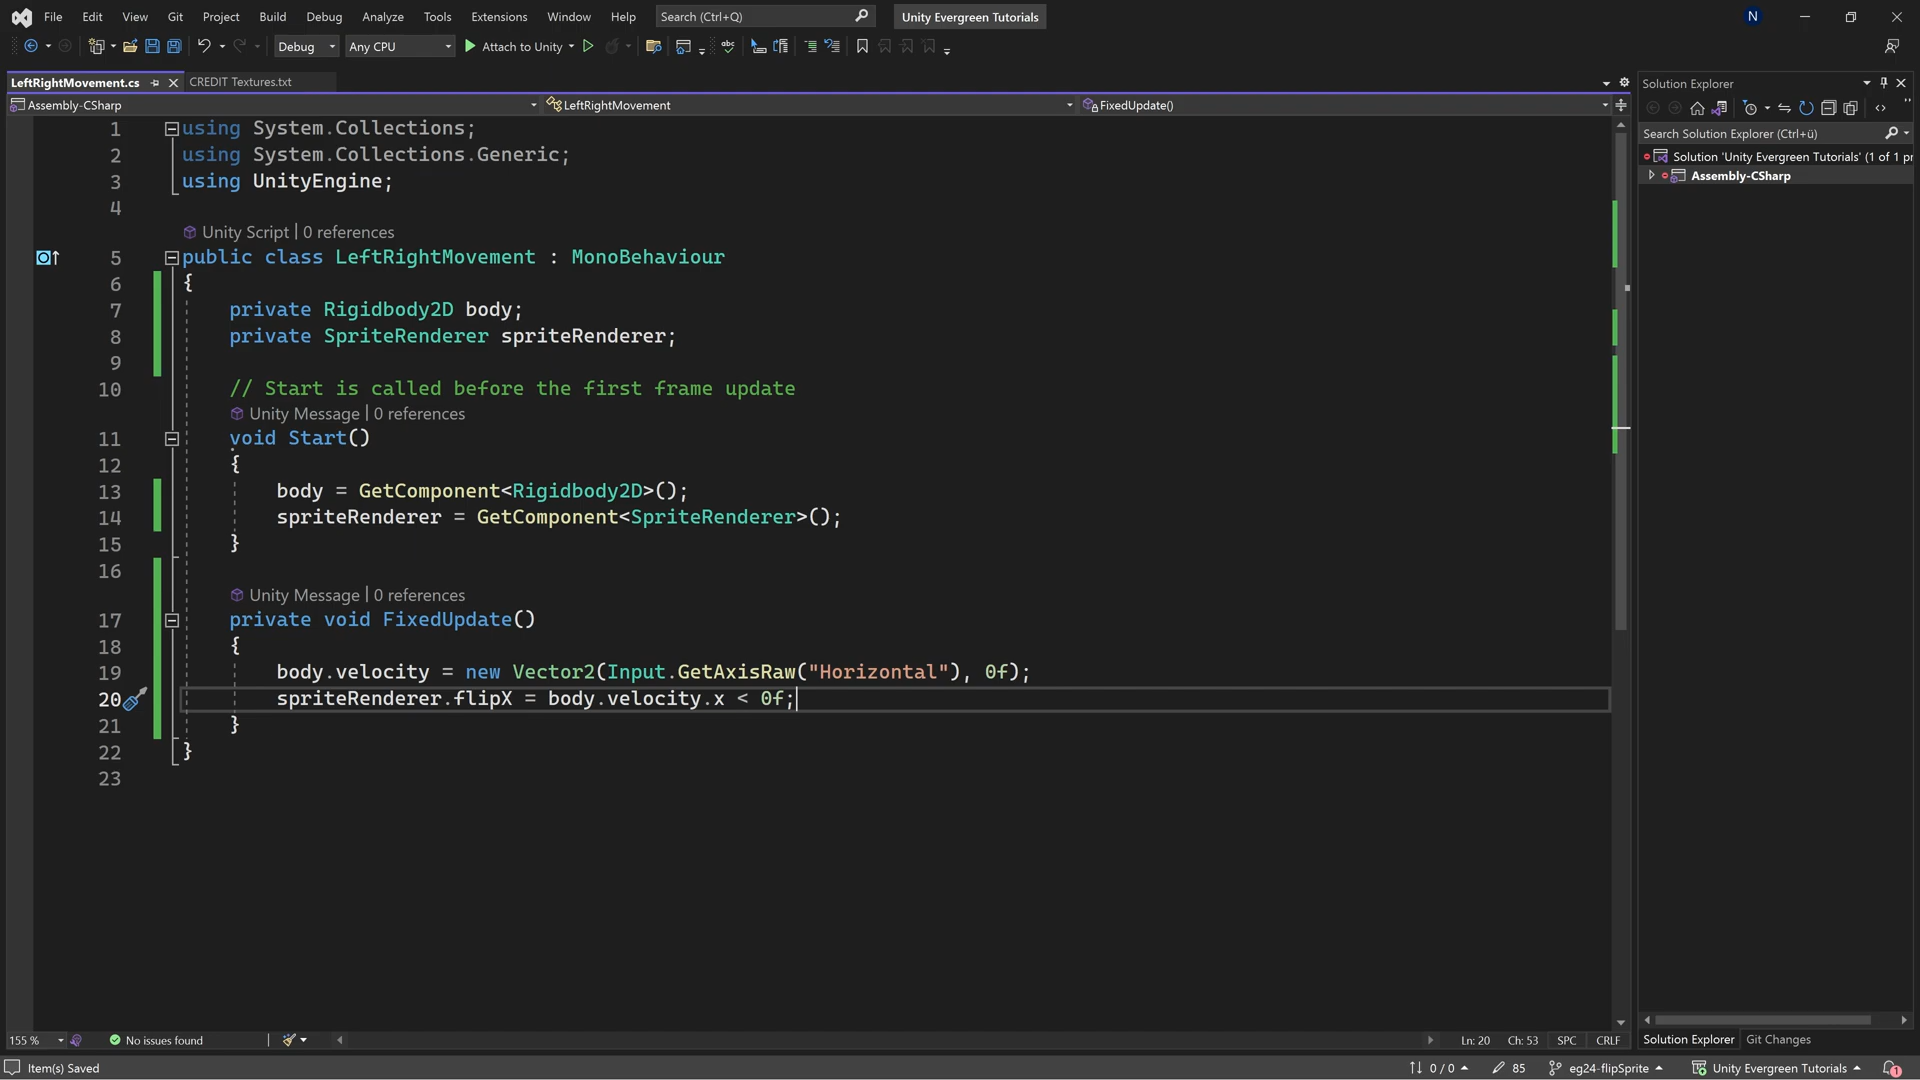 File Edit View Git Project Build Debug Test Analyze Tools Extensions Window Help Search (Ctrl+Q) Unity Evergreen Tutorials N
Debug Any CPU Attach to Unity
LeftRightMovement.cs CREDIT Textures.txt
Assembly-CSharp LeftRightMovement FixedUpdate()
1 using System.Collections;
2 using System.Collections.Generic;
3 using UnityEngine;
4
Unity Script | 0 references
5 public class LeftRightMovement : MonoBehaviour
6 {
7 private Rigidbody2D body;
8 private SpriteRenderer spriteRenderer;
9
10 // Start is called before the first frame update
Unity Message | 0 references
11 void Start()
12 {
13 body = GetComponent<Rigidbody2D>();
14 spriteRenderer = GetComponent<SpriteRenderer>();
15 }
16
Unity Message | 0 references
17 private void FixedUpdate()
18 {
19 body.velocity = new Vector2(Input.GetAxisRaw("Horizontal"), 0f);
20 spriteRenderer.flipX = body.velocity.x < 0f;
21 }
22 }
23
Solution Explorer
Search Solution Explorer (Ctrl+ü)
Solution 'Unity Evergreen Tutorials' (1 of 1 pr
Assembly-CSharp
155 % No issues found Ln: 20 Ch: 53 SPC CRLF
Solution Explorer Git Changes
Item(s) Saved 0 / 0 85 eg24-flipSprite Unity Evergreen Tutorials 1